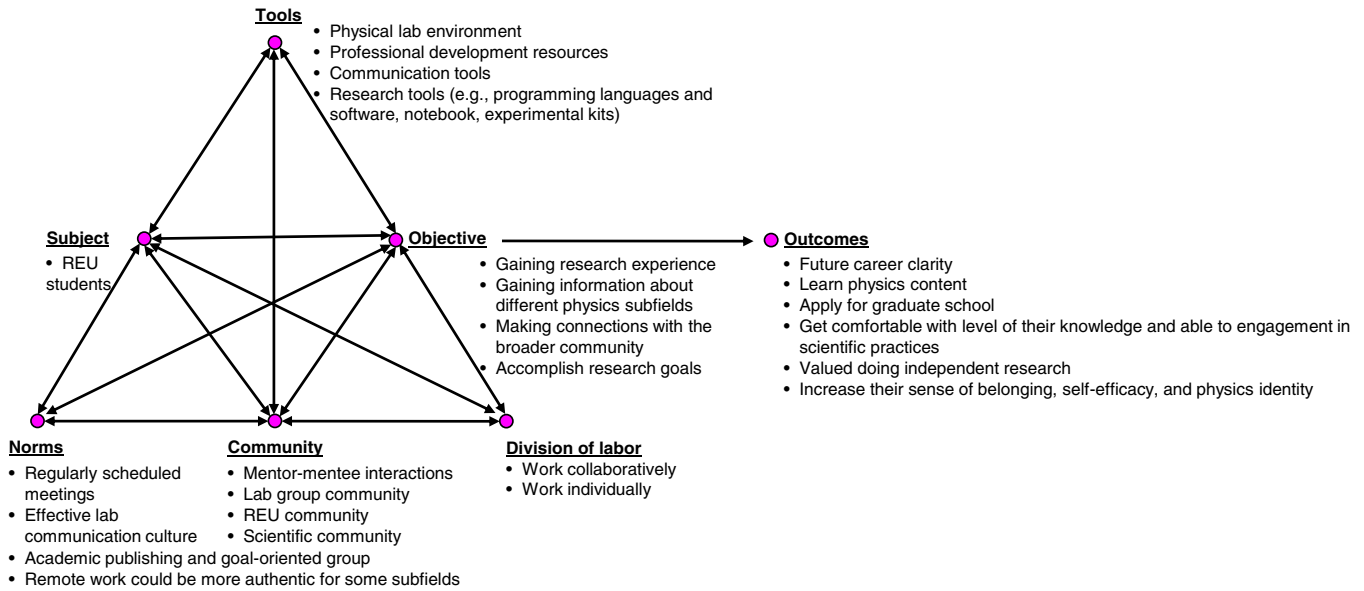 Tools
• Physical lab environment
• Professional development resources
• Communication tools
• Research tools (e.g., programming languages and
software, notebook, experimental kits)
Subject
• REU
students
Objective
• Gaining research experience
• Gaining information about
different physics subfields
• Making connections with the
broader community
• Accomplish research goals
Outcomes
• Future career clarity
• Learn physics content
• Apply for graduate school
• Get comfortable with level of their knowledge and able to engagement in
scientific practices
• Valued doing independent research
• Increase their sense of belonging, self-efficacy, and physics identity
Norms
• Regularly scheduled
meetings
• Effective lab
communication culture
• Academic publishing and goal-oriented group
• Remote work could be more authentic for some subfields
Community
• Mentor-mentee interactions
• Lab group community
• REU community
• Scientific community
Division of labor
• Work collaboratively
• Work individually